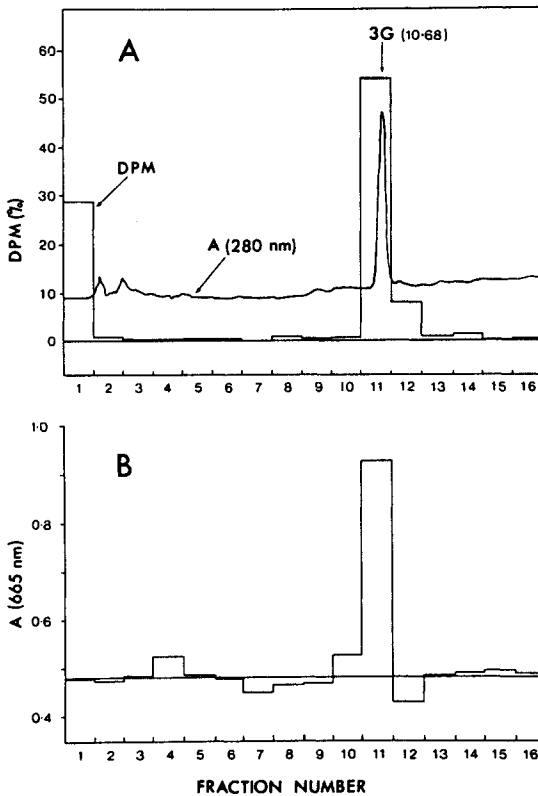 A
3G (10-68)
60
50
40
30
20
10
0
DPM (%)
DPM
A (280 nm)
1 2 3 4 5 6 7 8 9 10 11 12 13 14 15 16
B
1·0
0·8
0·6
0·4
A (665 nm)
1 2 3 4 5 6 7 8 9 10 11 12 13 14 15 16
FRACTION NUMBER